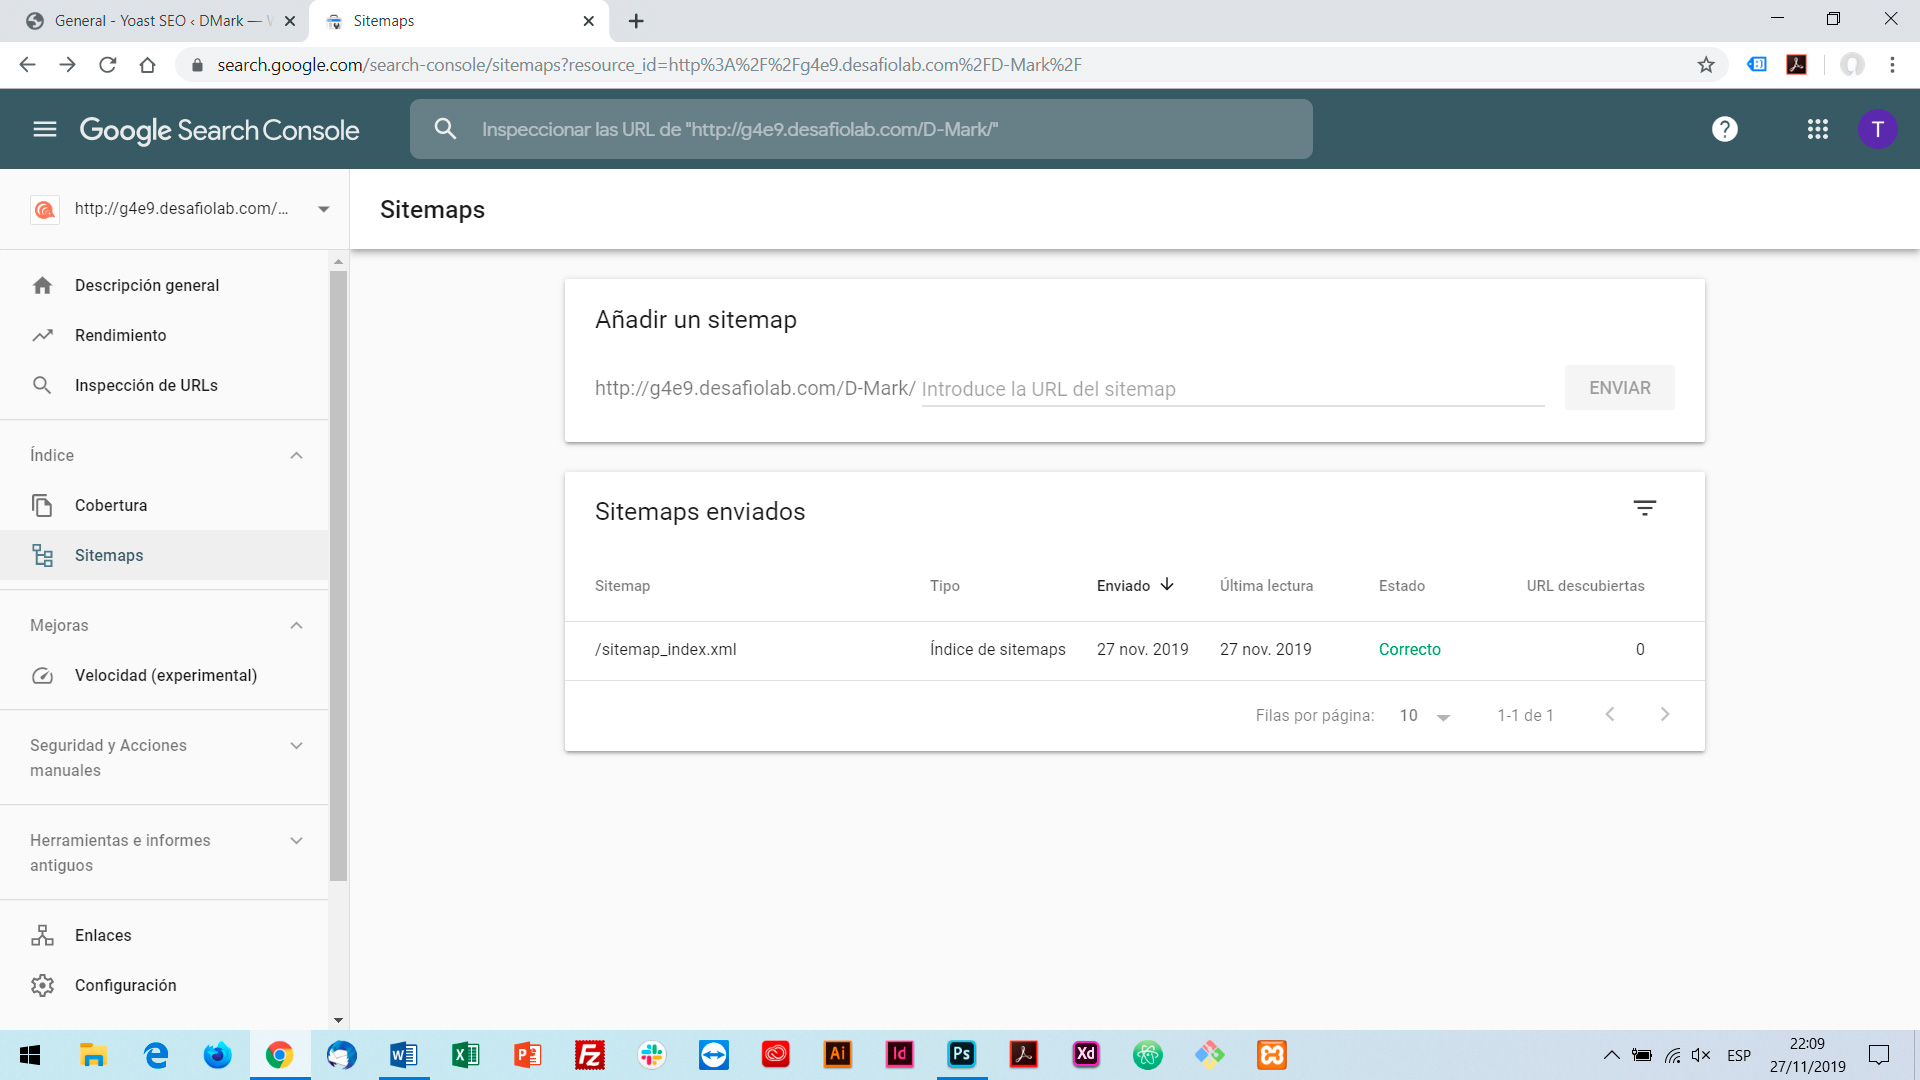 General - Yoast SEO ‹ DMark —
Sitemaps
search.google.com/search-console/sitemaps?resource_id=http%3A%2F%2Fg4e9.desafiolab.com%2FD-Mark%2F
Google Search Console
Inspeccionar las URL de "http://g4e9.desafiolab.com/D-Mark/"
?
T
http://g4e9.desafiolab.com/...
Sitemaps
Descripción general
Rendimiento
Inspección de URLs
Índice
Cobertura
Sitemaps
Mejoras
Velocidad (experimental)
Seguridad y Acciones
manuales
Herramientas e informes
antiguos
Enlaces
Configuración
Añadir un sitemap
http://g4e9.desafiolab.com/D-Mark/ Introduce la URL del sitemap
ENVIAR
Sitemaps enviados
Sitemap Tipo Enviado Última lectura Estado URL descubiertas
/sitemap_index.xml Índice de sitemaps 27 nov. 2019 27 nov. 2019 Correcto 0
Filas por página: 10 1-1 de 1
Ai
Id
Ps
Xd
ESP
22:09
27/11/2019